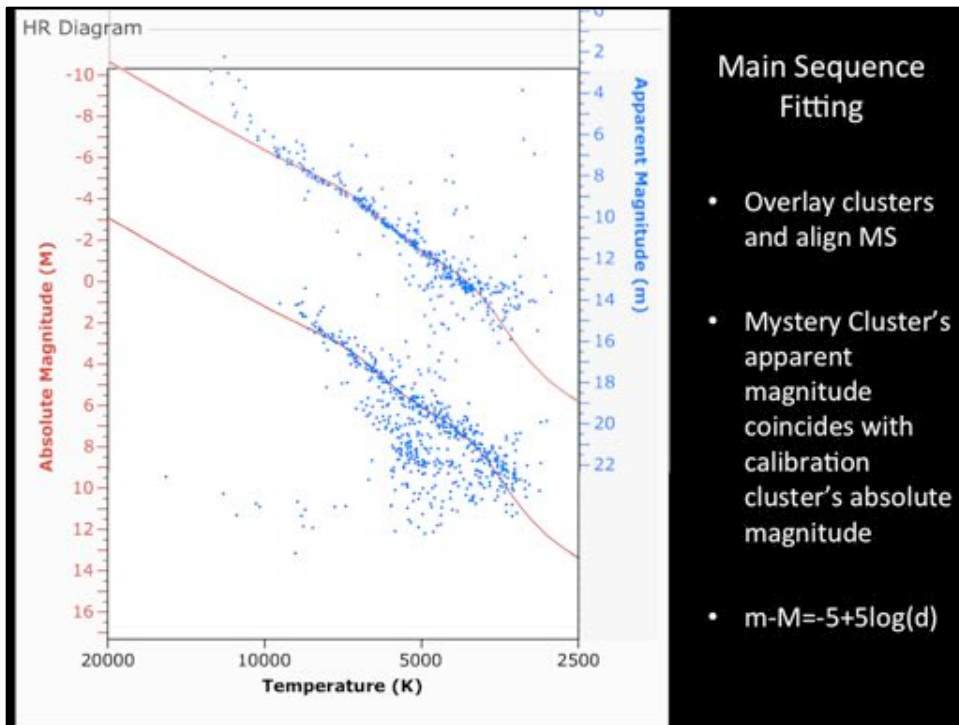 HR Diagram
-10
-8
-6
-4
-2
0
2
4
6
8
10
12
14
16
Absolute Magnitude (M)
20000
10000
5000
2500
Temperature (K)
0
2
4
6
8
10
12
14
16
18
20
22
Apparent Magnitude (m)
Main Sequence
Fitting
• Overlay clusters
and align MS
• Mystery Cluster's
apparent
magnitude
coincides with
calibration
cluster's absolute
magnitude
• m-M=-5+5log(d)